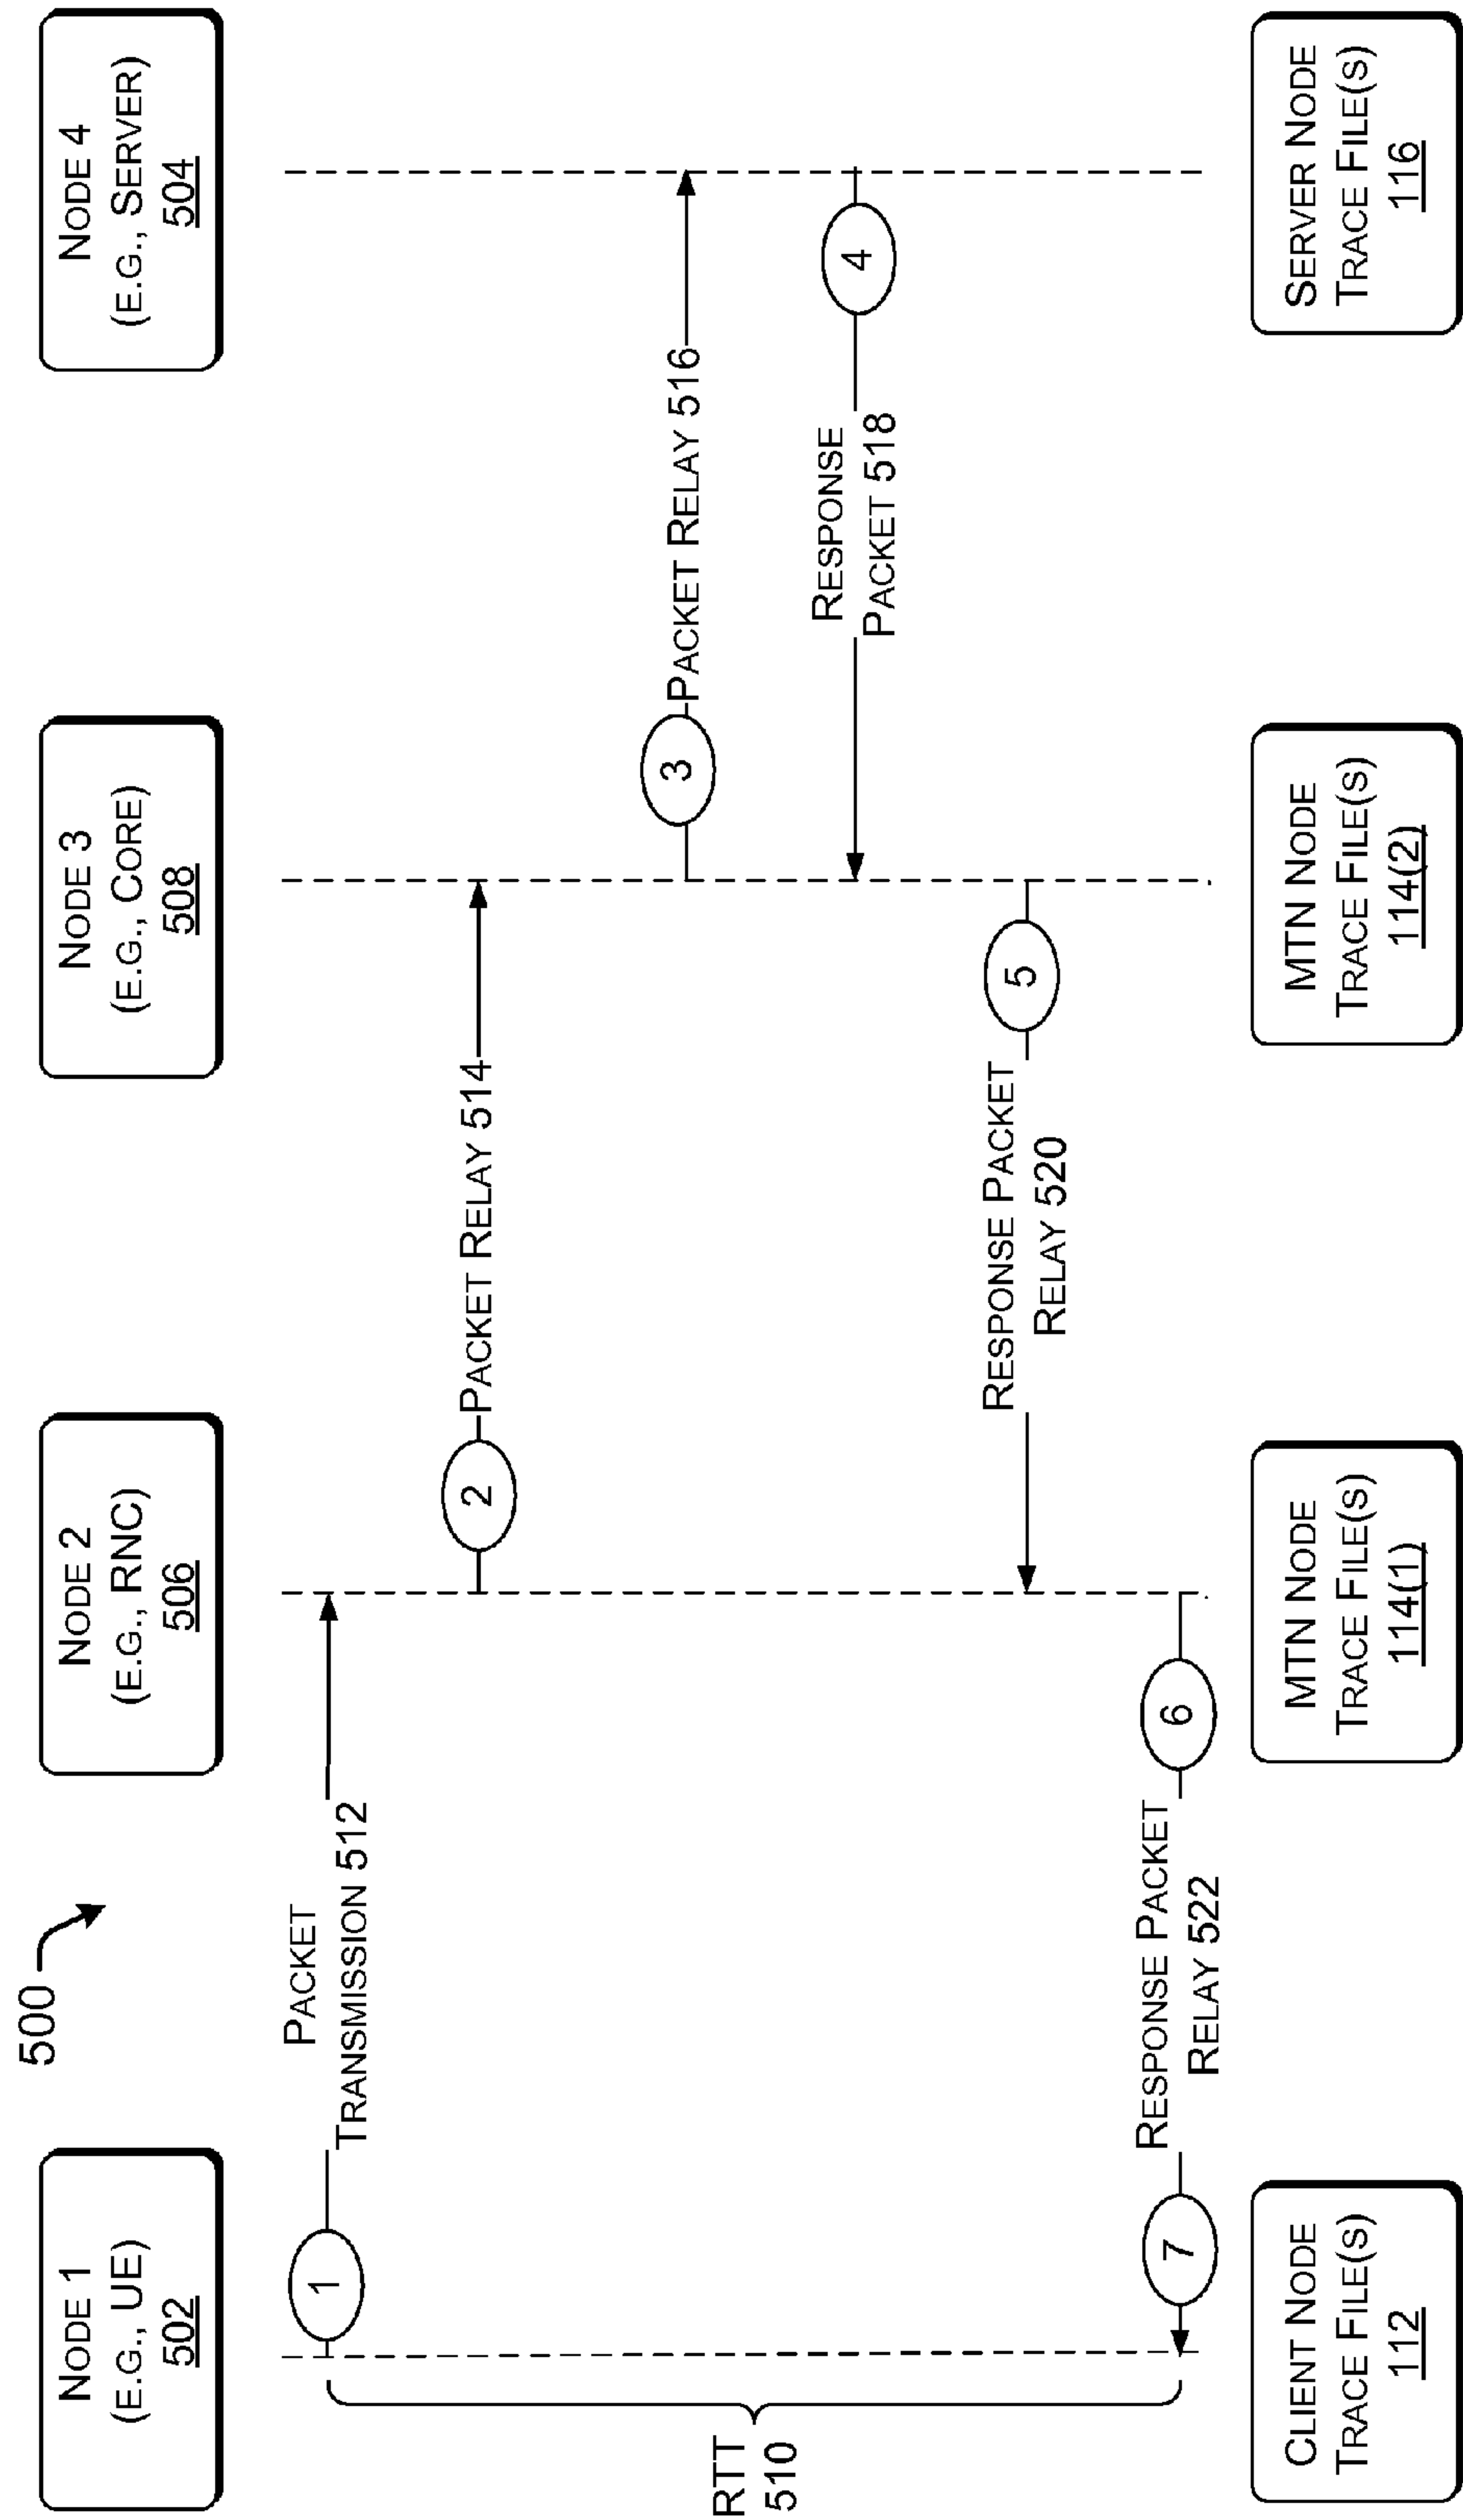 500
NODE 1
(E.G., UE)
502
NODE 2
(E.G., RNC)
506
NODE 3
(E.G., CORE)
508
NODE 4
(E.G., SERVER)
504
1
PACKET
TRANSMISSION 512
2
PACKET RELAY 514
3
PACKET RELAY 516
RTT
510
RESPONSE
PACKET 518
4
RESPONSE PACKET
RELAY 520
5
7
RESPONSE PACKET
RELAY 522
6
CLIENT NODE
TRACE FILE(S)
112
MTN NODE
TRACE FILE(S)
114(1)
MTN NODE
TRACE FILE(S)
114(2)
SERVER NODE
TRACE FILE(S)
116